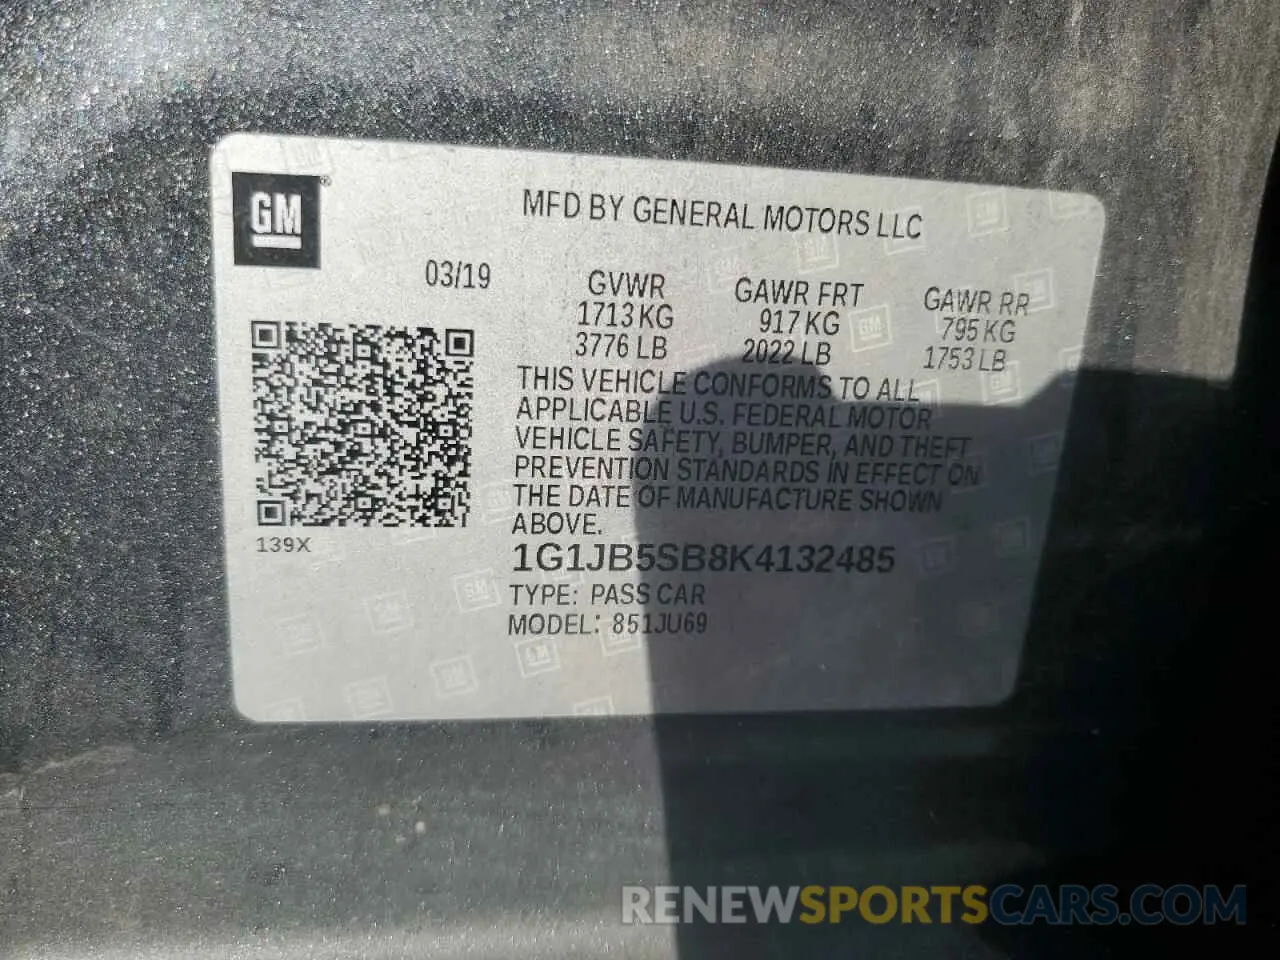 GM ®
MFD BY GENERAL MOTORS LLC
03/19
GVWR GAWR FRT GAWR RR
1713 KG 917 KG 795 KG
3776 LB 2022 LB 1753 LB
THIS VEHICLE CONFORMS TO ALL
APPLICABLE U.S. FEDERAL MOTOR
VEHICLE SAFETY, BUMPER, AND THEFT
PREVENTION STANDARDS IN EFFECT ON
THE DATE OF MANUFACTURE SHOWN
ABOVE.
139X
1G1JB5SB8K4132485
TYPE: PASS CAR
MODEL: 851JU69
RENEWSPORTSCARS.COM